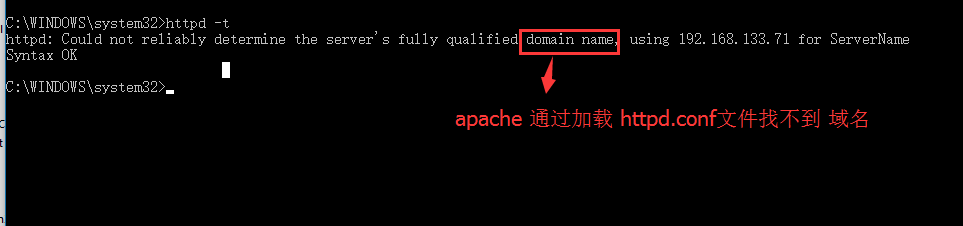 C:\WINDOWS\system32>httpd -t
httpd: Could not reliably determine the server's fully qualified domain name, using 192.168.133.71 for ServerName
Syntax OK
C:\WINDOWS\system32>_
apache 通过加载 httpd.conf文件找不到 域名